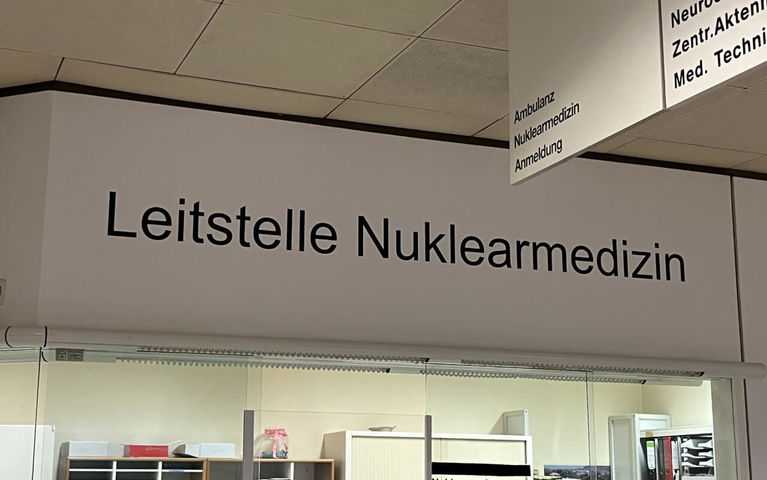 Leitstelle Nuklearmedizin
Ambulanz
Nuklearmedizin
Anmeldung
Zentr.Akten
Med. Techni